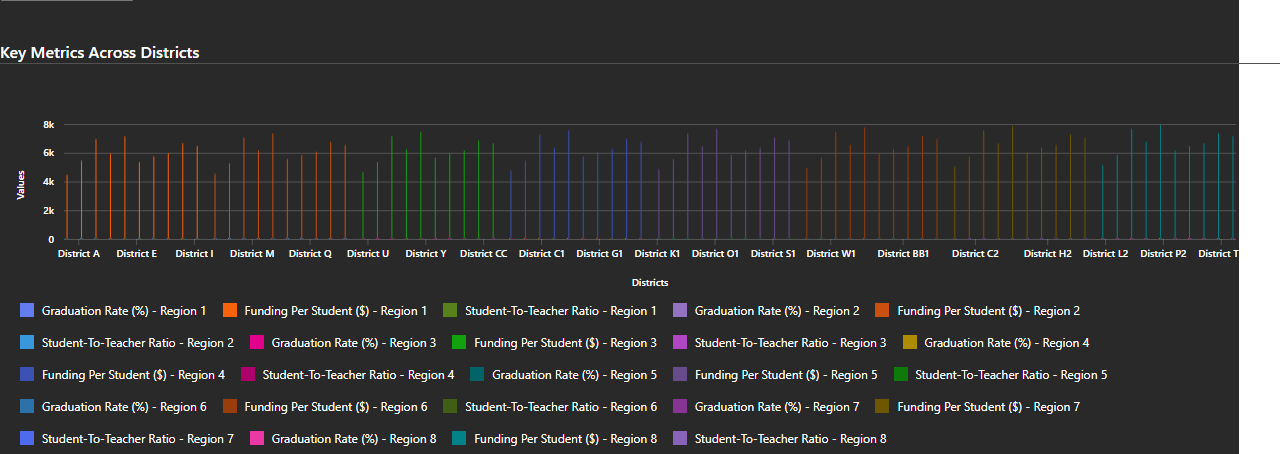 Key Metrics Across Districts
8k
6k
4k
2k
0
Values
District A District E District I District M District Q District U District Y District CC District C1 District G1 District K1 District O1 District S1 District W1 District BB1 District C2 District H2 District L2 District P2 District T
Districts
Graduation Rate (%) - Region 1 Funding Per Student ($) - Region 1 Student-To-Teacher Ratio - Region 1 Graduation Rate (%) - Region 2 Funding Per Student ($) - Region 2
Student-To-Teacher Ratio - Region 2 Graduation Rate (%) - Region 3 Funding Per Student ($) - Region 3 Student-To-Teacher Ratio - Region 3 Graduation Rate (%) - Region 4
Funding Per Student ($) - Region 4 Student-To-Teacher Ratio - Region 4 Graduation Rate (%) - Region 5 Funding Per Student ($) - Region 5 Student-To-Teacher Ratio - Region 5
Graduation Rate (%) - Region 6 Funding Per Student ($) - Region 6 Student-To-Teacher Ratio - Region 6 Graduation Rate (%) - Region 7 Funding Per Student ($) - Region 7
Student-To-Teacher Ratio - Region 7 Graduation Rate (%) - Region 8 Funding Per Student ($) - Region 8 Student-To-Teacher Ratio - Region 8